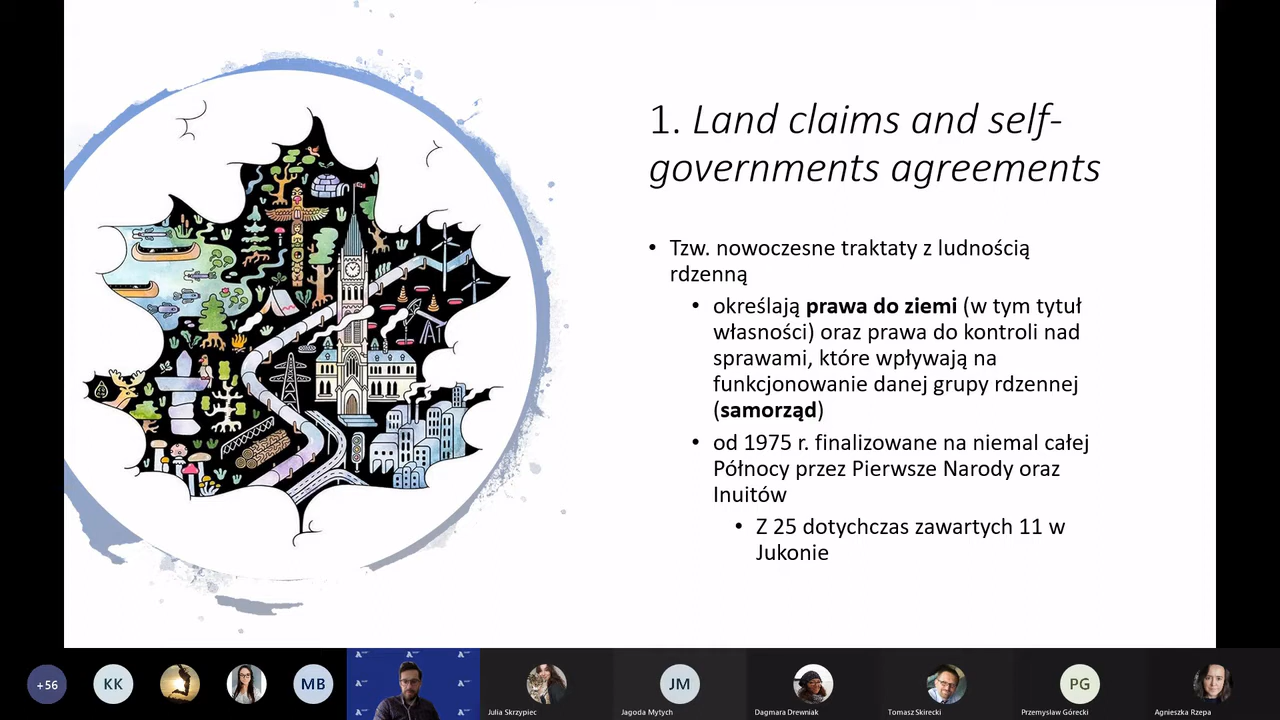 1. Land claims and self-
governments agreements
• Tzw. nowoczesne traktaty z ludnością
rdzenną
• określają prawa do ziemi (w tym tytuł
własności) oraz prawa do kontroli nad
sprawami, które wpływają na
funkcjonowanie danej grupy rdzennej
(samorząd)
• od 1975 r. finalizowane na niemal całej
Północy przez Pierwsze Narody oraz
Inuitów
• Z 25 dotychczas zawartych 11 w
Jukonie
+56
KK
MB
JM
PG
Julia Skrzypiec
Jagoda Mytych
Dagmara Drewniak
Tomasz Skirecki
Przemysław Górecki
Agnieszka Rzepa